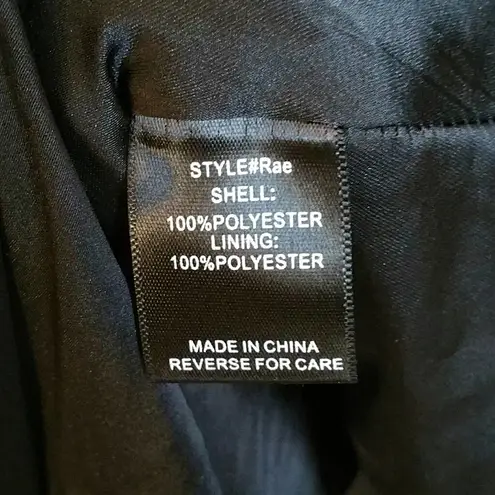 STYLE#Rae
SHELL:
100%POLYESTER
LINING:
100%POLYESTER
MADE IN CHINA
REVERSE FOR CARE